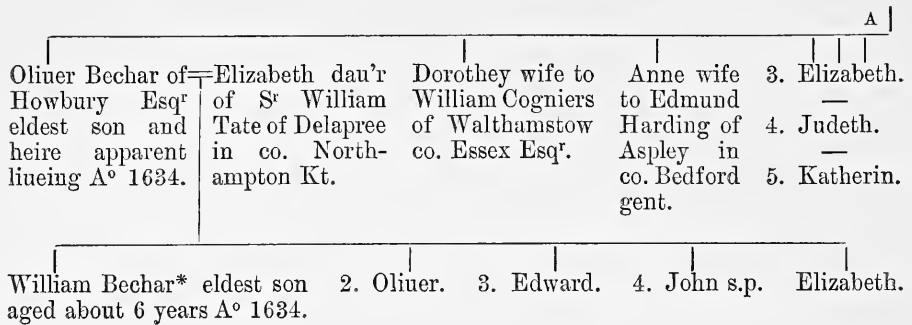 A
Oliuer Bechar of
Howbury Esqr
eldest son and
heire apparent
liueing Ao 1634.
Elizabeth dau'r
of Sr William
Tate of Delapree
in co. North-
ampton Kt.
Dorothey wife to
William Cogniers
of Walthamstow
co. Essex Esqr.
Anne wife
to Edmund
Harding of
Aspley in
co. Bedford
gent.
3. Elizabeth.
—
4. Judeth.
—
5. Katherin.
William Bechar* eldest son
aged about 6 years Ao 1634.
2. Oliuer.
3. Edward.
4. John s.p.
Elizabeth.